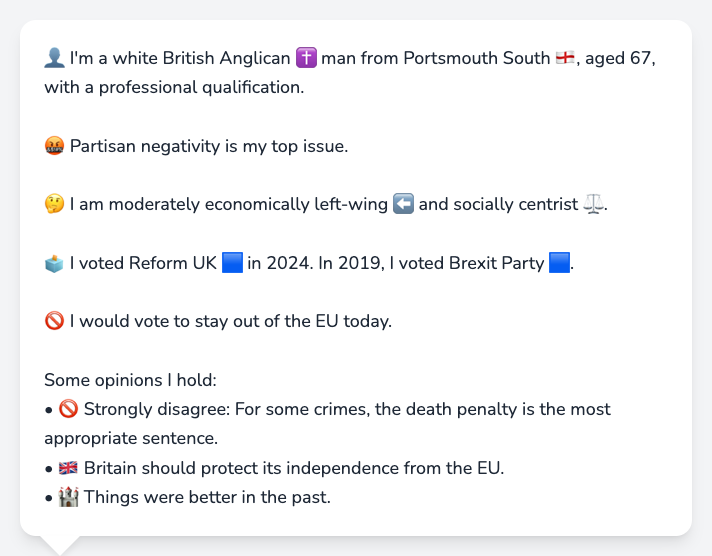 👤 I'm a white British Anglican ✝️ man from Portsmouth South 🏴󠁧󠁢󠁥󠁮󠁧󠁿, aged 67,
with a professional qualification.
🤬 Partisan negativity is my top issue.
🤔 I am moderately economically left-wing ⬅️ and socially centrist ⚖️.
🗳️ I voted Reform UK 🟦 in 2024. In 2019, I voted Brexit Party 🟦.
🚫 I would vote to stay out of the EU today.
Some opinions I hold:
• 🚫 Strongly disagree: For some crimes, the death penalty is the most
appropriate sentence.
• 🇬🇧 Britain should protect its independence from the EU.
• 🏰 Things were better in the past.